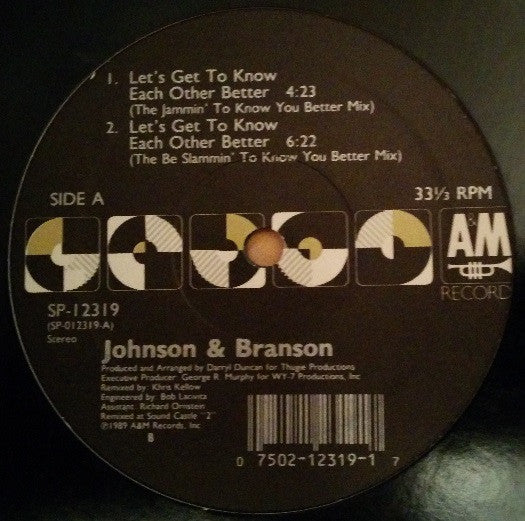 1. Let's Get To Know
Each Other Better 4:23
(The Jammin' To Know You Better Mix)
2. Let's Get To Know
Each Other Better 6:22
(The Be Slammin' To Know You Better Mix)
SIDE A
33⅓ RPM
A&M
RECORDS
SP-12319
(SP-012319-A)
Stereo
Johnson & Branson
Produced and Arranged by Darryl Duncan for Thugie Productions
Executive Producer George R. Murphy for WY-7 Productions, Inc
Remixed by: Khris Kellow
Engineered by: Bob Lacivita
Assistant: Richard Ornstein
Remixed at Sound Castle "2"
℗1989 A&M Records, Inc
8
0 7502-12319-1 7